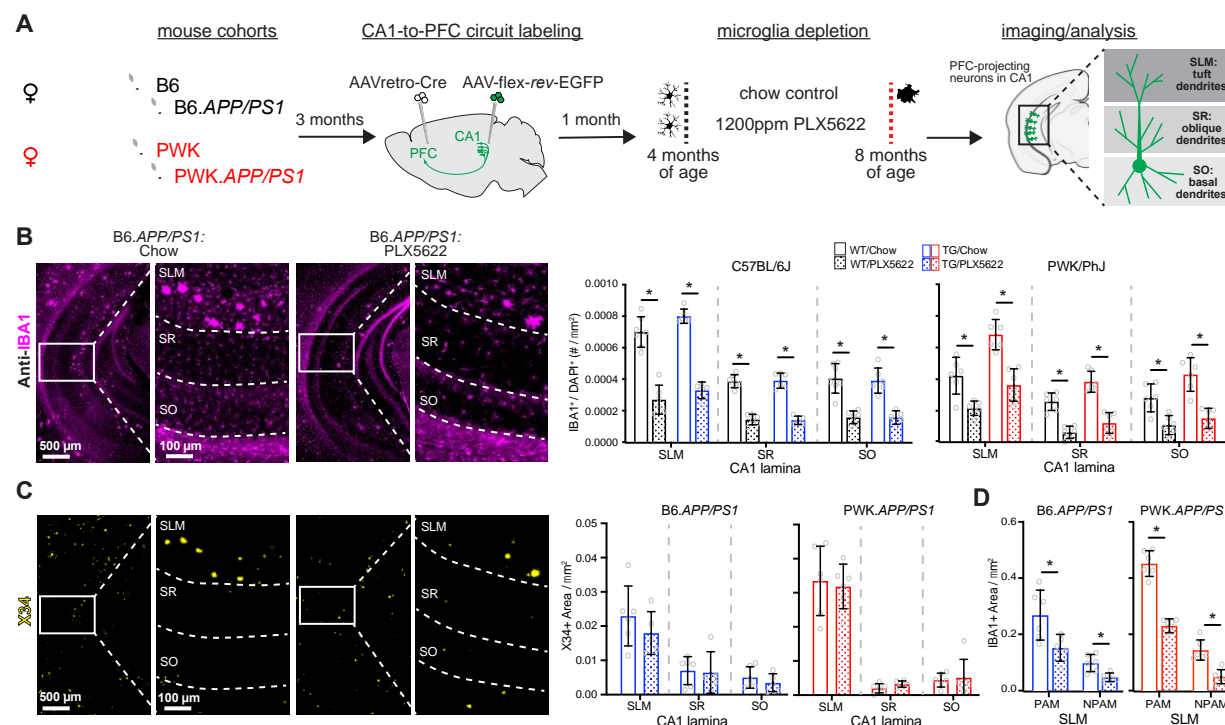 A
mouse cohorts
CA1-to-PFC circuit labeling
microglia depletion
imaging/analysis
♀
B6
B6.APP/PS1
♀
PWK
PWK.APP/PS1
3 months
AAVretro-Cre
AAV-flex-rev-EGFP
CA1
PFC
1 month
chow control
1200ppm PLX5622
4 months
of age
8 months
of age
PFC-projecting
neurons in CA1
SLM:
tuft
dendrites
SR:
oblique
dendrites
SO:
basal
dendrites
B
B6.APP/PS1:
Chow
B6.APP/PS1:
PLX5622
Anti-IBA1
SLM
SR
SO
500 µm
100 µm
SLM
SR
SO
WT/Chow
WT/PLX5622
TG/Chow
TG/PLX5622
C57BL/6J
PWK/PhJ
IBA1+/ DAPI+ (# / mm²)
0.0010
0.0008
0.0006
0.0004
0.0002
0.0000
* * * * * *
* * * * * *
SLM SR SO
CA1 lamina
SLM SR SO
CA1 lamina
C
X34
SLM
SR
SO
500 µm
100 µm
SLM
SR
SO
B6.APP/PS1
PWK.APP/PS1
X34+ Area / mm²
0.05
0.04
0.03
0.02
0.01
0.00
SLM SR SO
CA1 lamina
SLM SR SO
CA1 lamina
D
B6.APP/PS1
PWK.APP/PS
IBA1+ Area / mm²
0.6
0.4
0.2
0.0
* *
* *
PAM NPAM
SLM
PAM NPAM
SLM